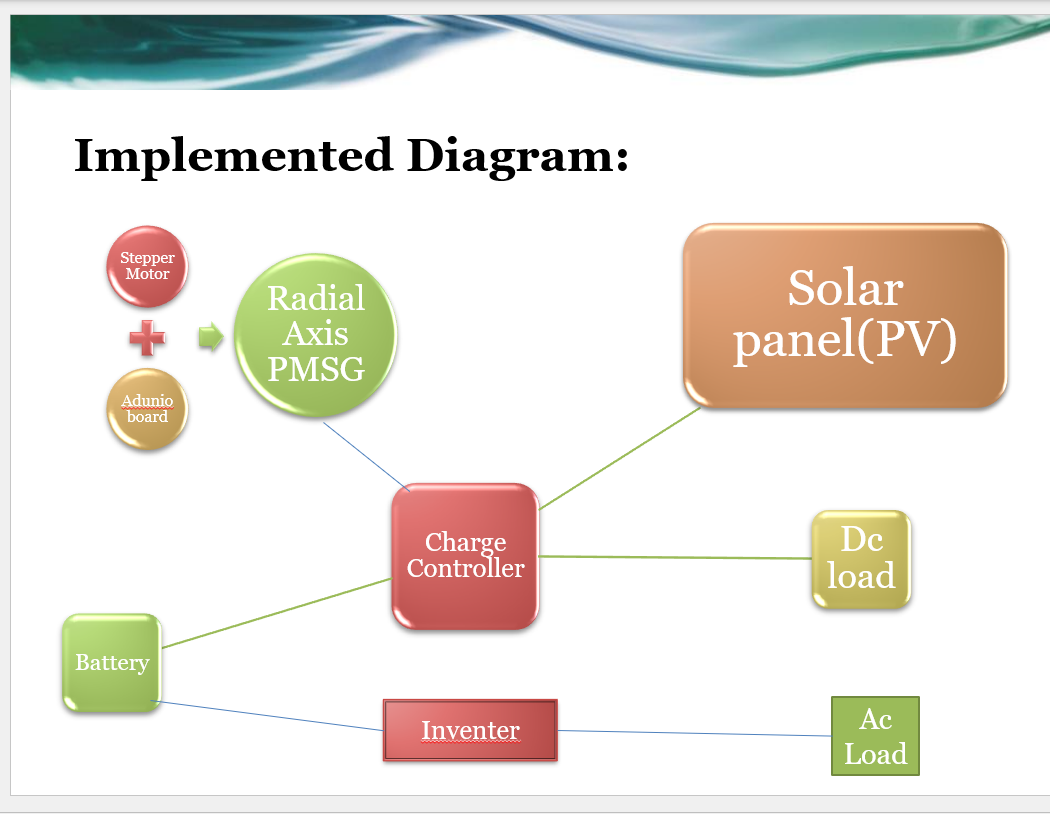 Implemented Diagram:
Stepper
Motor
Adunio
board
Radial
Axis
PMSG
Solar
panel(PV)
Charge
Controller
Dc
load
Battery
Inventer
Ac
Load